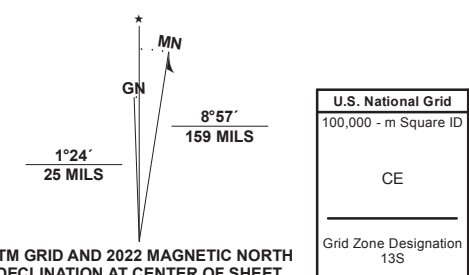 ★
MN
GN
8°57´
159 MILS
1°24´
25 MILS
TM GRID AND 2022 MAGNETIC NORTH
DECLINATION AT CENTER OF SHEET
U.S. National Grid
100,000 - m Square ID
CE
Grid Zone Designation
13S